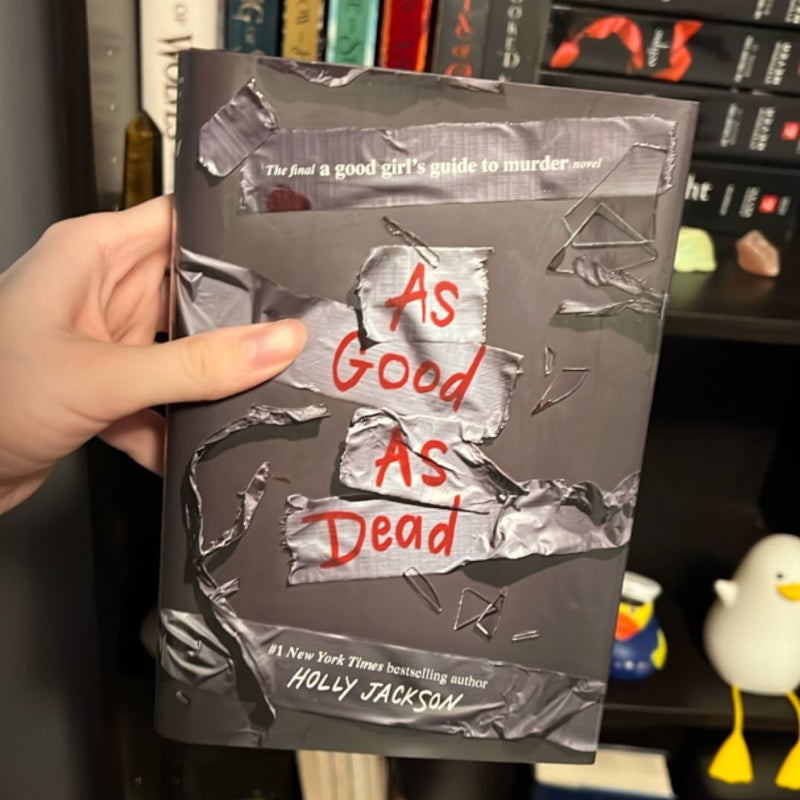 The final a good girl's guide to murder novel
As
Good
As
Dead
#1 New York Times bestselling author
HOLLY JACKSON
eclipse